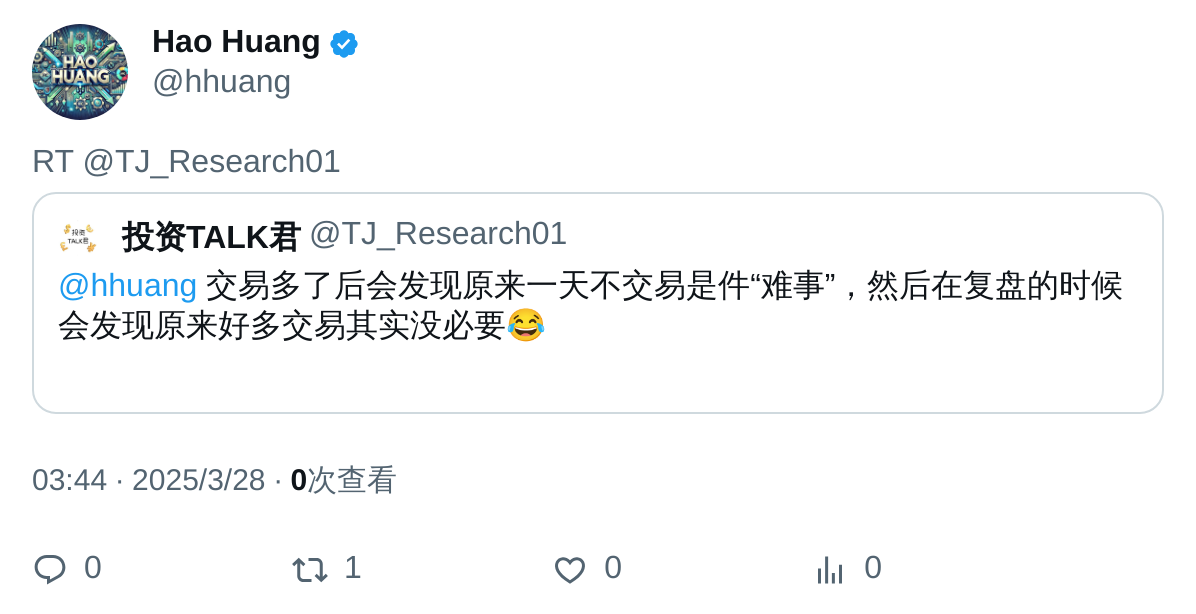 HAO
HUANG
Hao Huang
@hhuang
RT @TJ_Research01
投资
TALK君
投资TALK君 @TJ_Research01
@hhuang 交易多了后会发现原来一天不交易是件“难事”，然后在复盘的时候
会发现原来好多交易其实没必要😂
03:44 · 2025/3/28 · 0次查看
0 1 0 0